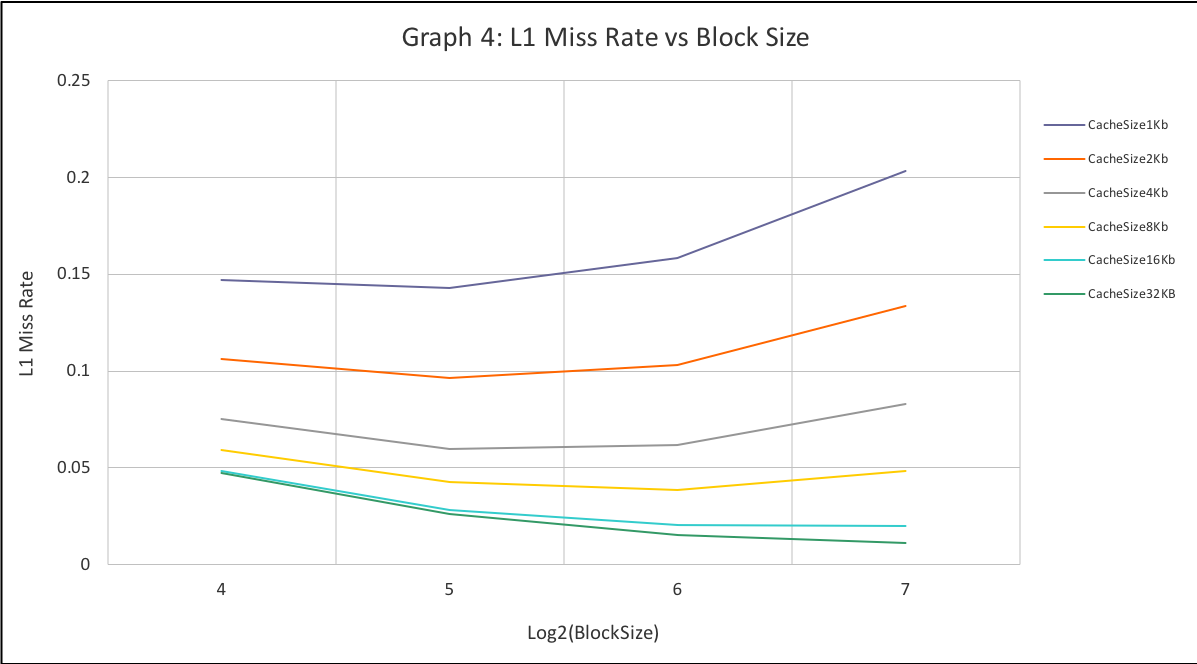 Graph 4: L1 Miss Rate vs Block Size
0.25
0.2
0.15
0.1
0.05
0
L1 Miss Rate
4 5 6 7
Log2(BlockSize)
CacheSize1Kb
CacheSize2Kb
CacheSize4Kb
CacheSize8Kb
CacheSize16Kb
CacheSize32KB